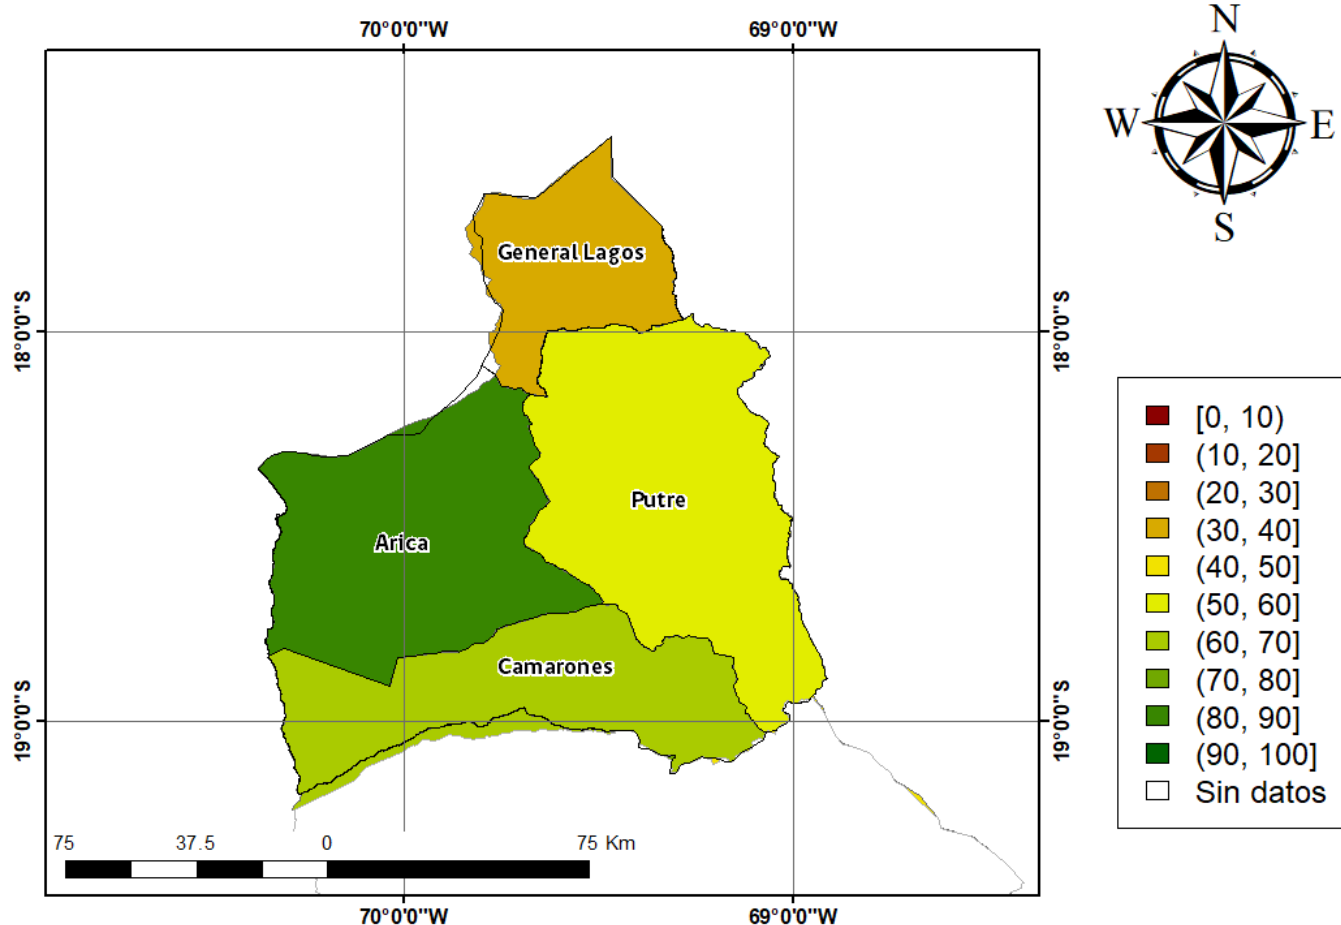 70°0'0"W 69°0'0"W
N
W E
S
General Lagos
18°0'0"S 18°0'0"S
[0, 10)
(10, 20]
(20, 30]
(30, 40]
(40, 50]
(50, 60]
(60, 70]
(70, 80]
(80, 90]
(90, 100]
Sin datos
Putre
Arica
Camarones
19°0'0"S 19°0'0"S
75 37.5 0 75 Km
70°0'0"W 69°0'0"W